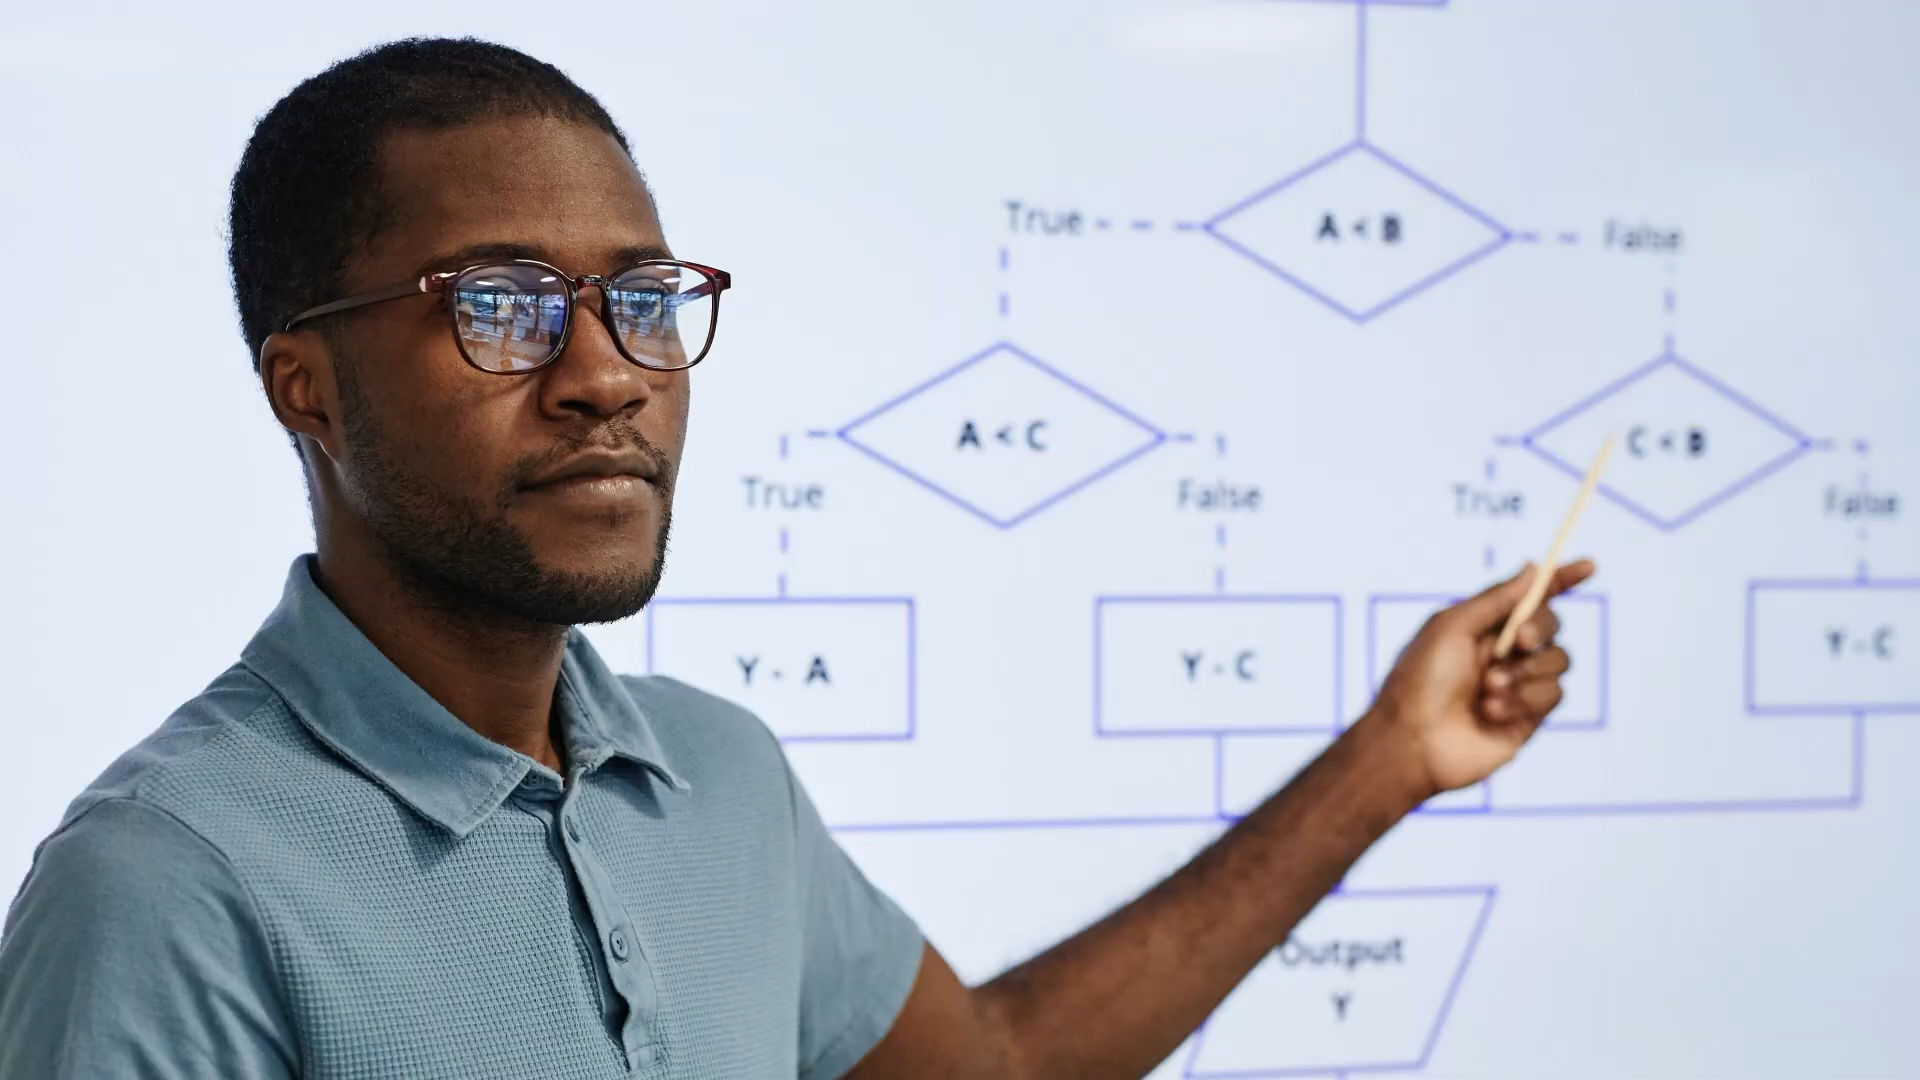 A < B
True
False
A < C
C < B
True
False
True
False
Y - A
Y - C
Y - C
Output
Y